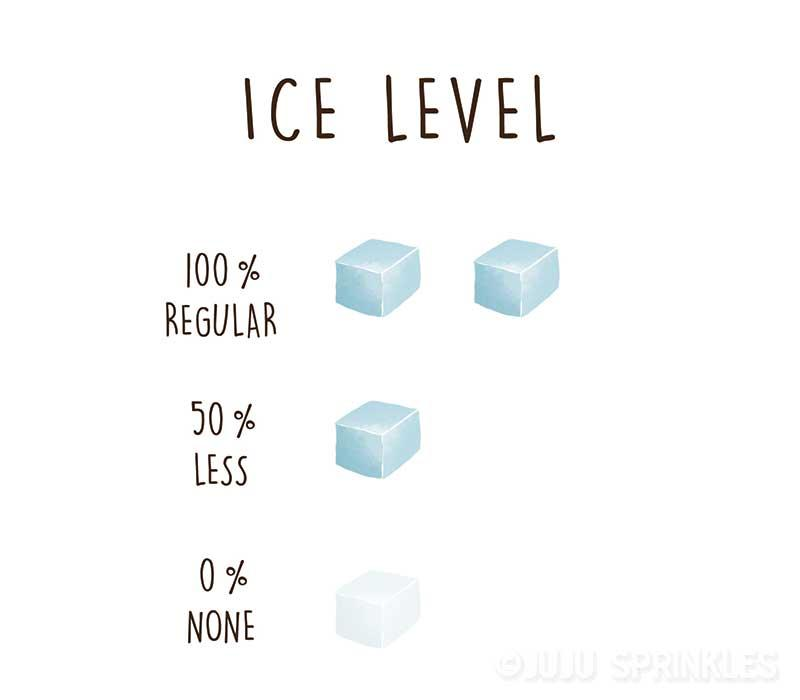 ICE LEVEL
100 %
REGULAR
50 %
LESS
0 %
NONE
©JUJU SPRINKLES